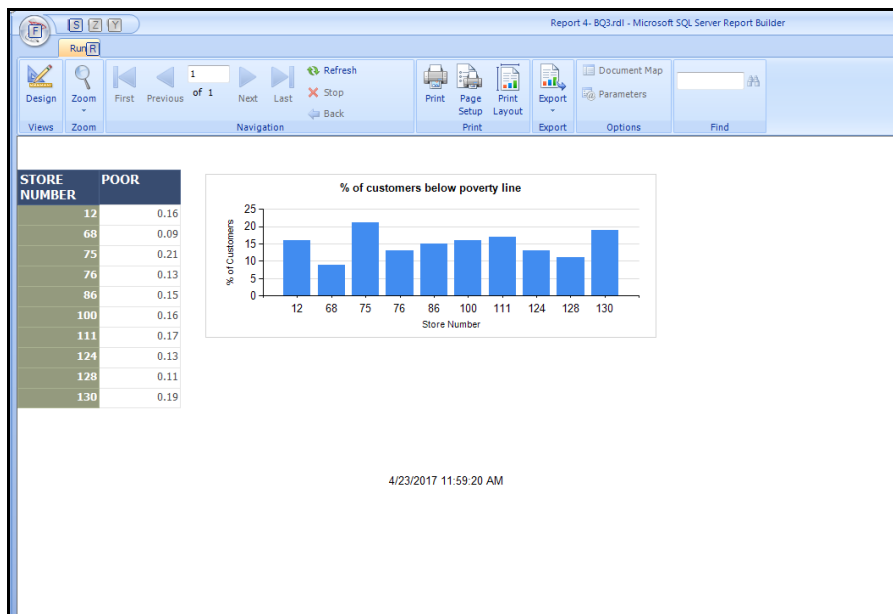 Report 4- BQ3.rdl - Microsoft SQL Server Report Builder
F S Z Y
Run R
Design
Zoom
First Previous 1 of 1 Next Last
Refresh
Stop
Back
Print Page Setup Print Layout
Export
Document Map
Parameters
Views Zoom Navigation Print Export Options Find
STORE NUMBER POOR
12 0.16
68 0.09
75 0.21
76 0.13
86 0.15
100 0.16
111 0.17
124 0.13
128 0.11
130 0.19
% of customers below poverty line
% of Customers
25
20
15
10
5
0
12 68 75 76 86 100 111 124 128 130
Store Number
4/23/2017 11:59:20 AM